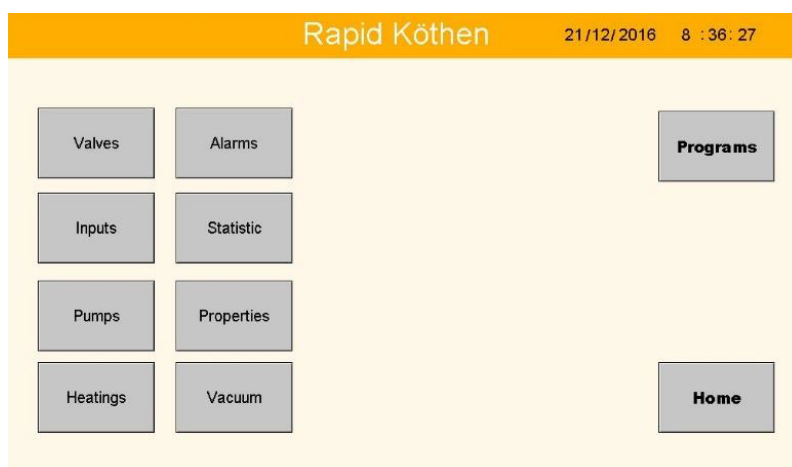 Rapid Köthen 21/12/2016 8 :36:27
Valves Alarms Programs
Inputs Statistic
Pumps Properties
Heatings Vacuum Home